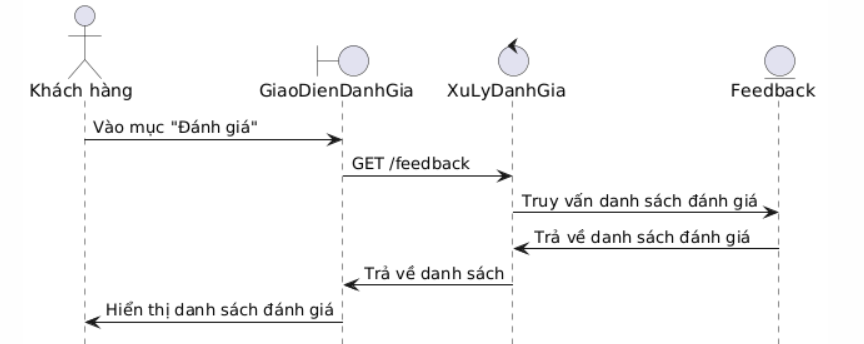 Khách hàng
GiaoDienDanhGia
XuLyDanhGia
Feedback
Vào mục "Đánh giá"
GET /feedback
Truy vấn danh sách đánh giá
Trả về danh sách đánh giá
Trả về danh sách
Hiển thị danh sách đánh giá